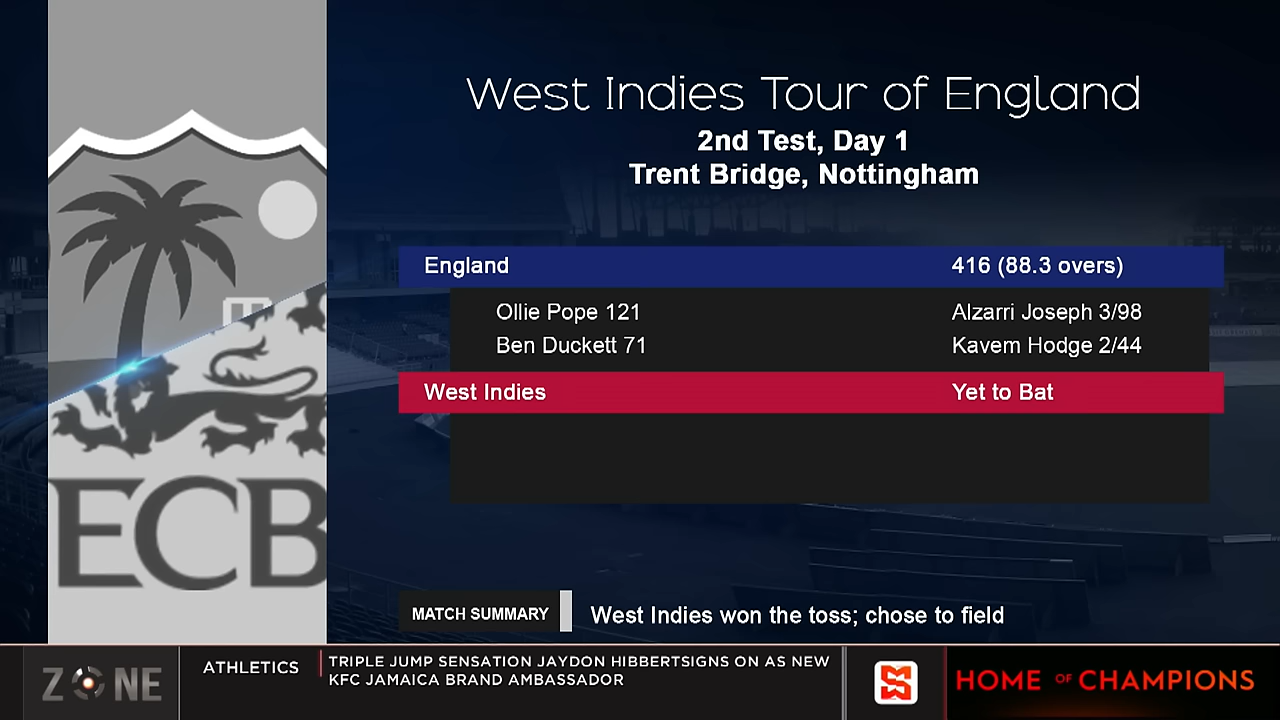 West Indies Tour of England
2nd Test, Day 1
Trent Bridge, Nottingham
England 416 (88.3 overs)
Ollie Pope 121 Alzarri Joseph 3/98
Ben Duckett 71 Kavem Hodge 2/44
West Indies Yet to Bat
ECB
MATCH SUMMARY West Indies won the toss; chose to field
ZONE
ATHLETICS
TRIPLE JUMP SENSATION JAYDON HIBBERTSIGNS ON AS NEW
KFC JAMAICA BRAND AMBASSADOR
HOME OF CHAMPIONS